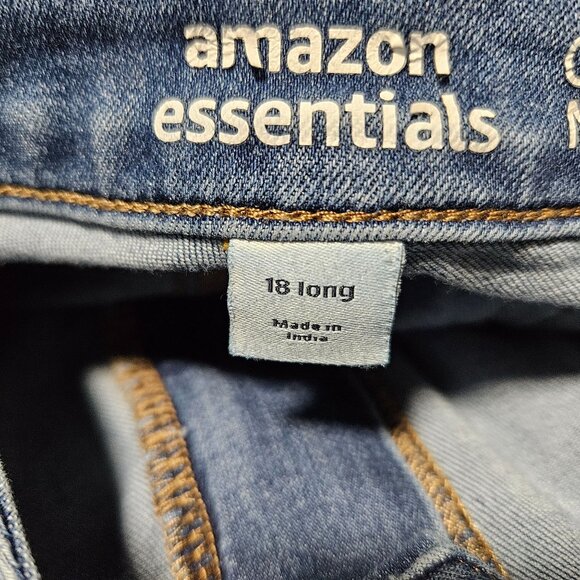 amazon
essentials
18 long
Made in
India